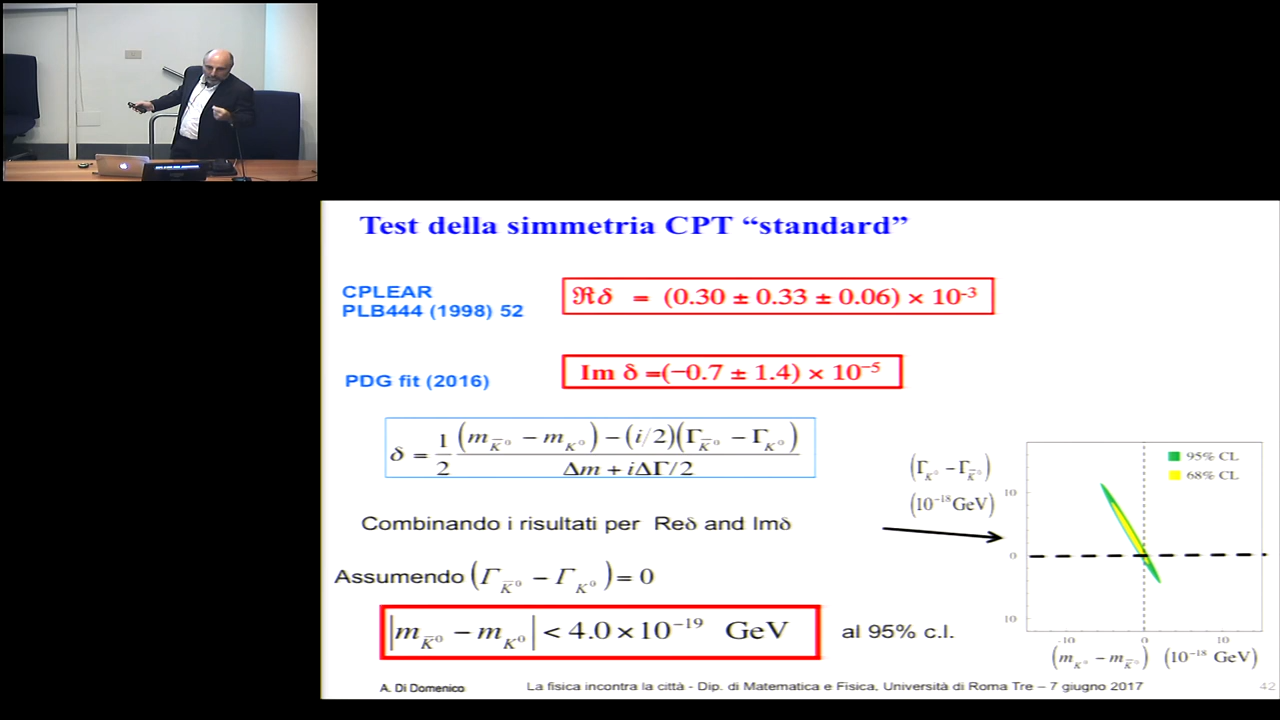 Test della simmetria CPT “standard”
CPLEAR
PLB444 (1998) 52
ℜδ = (0.30 ± 0.33 ± 0.06) × 10⁻³
PDG fit (2016)
Im δ =(−0.7 ± 1.4) × 10⁻⁵
δ = 1/2 (m_K̄⁰ − m_K⁰) − (i/2)(Γ_K̄⁰ − Γ_K⁰) / Δm + iΔΓ/2
Combinando i risultati per Reδ and Imδ
(Γ_K⁰ − Γ_K̄⁰)
(10⁻¹⁸GeV)
95% CL
68% CL
10
0
10
-10 0 10
(m_K⁰ − m_K̄⁰) (10⁻¹⁸ GeV)
Assumendo (Γ_K̄⁰ − Γ_K⁰) = 0
|m_K̄⁰ − m_K⁰| < 4.0 × 10⁻¹⁹ GeV
al 95% c.l.
A. Di Domenico
La fisica incontra la città - Dip. di Matematica e Fisica, Università di Roma Tre – 7 giugno 2017
42